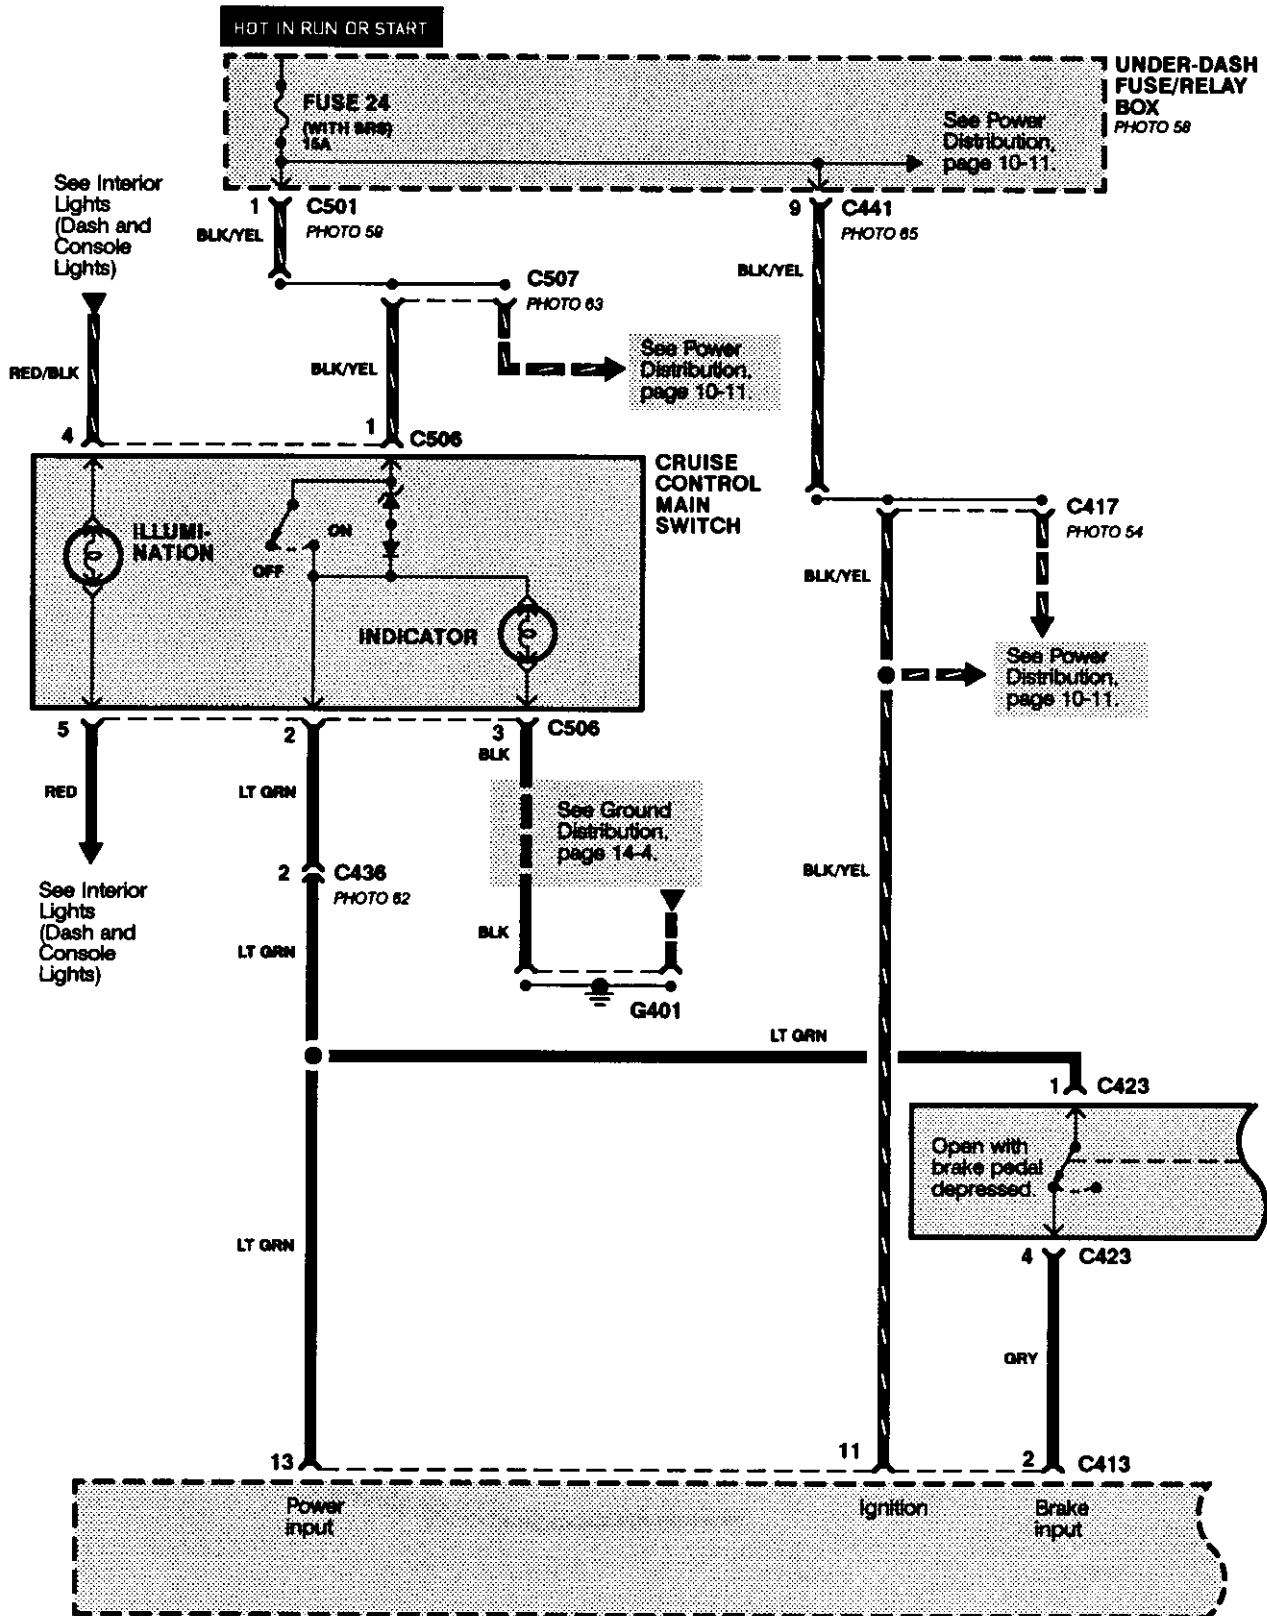 HOT IN RUN OR START
UNDER-DASH
FUSE/RELAY
BOX
PHOTO 58
FUSE 24
(WITH SRS)
15A
See Power
Distribution,
page 10-11.
See Interior
Lights
(Dash and
Console
Lights)
1
C501
PHOTO 59
BLK/YEL
9
C441
PHOTO 65
BLK/YEL
C507
PHOTO 63
RED/BLK
BLK/YEL
See Power
Distribution,
page 10-11.
4
1
C506
CRUISE
CONTROL
MAIN
SWITCH
ILLUMI-
NATION
ON
OFF
INDICATOR
C417
PHOTO 54
BLK/YEL
See Power
Distribution,
page 10-11.
5
2
3
C506
BLK
RED
LT GRN
See Ground
Distribution,
page 14-4.
2
C436
PHOTO 62
BLK/YEL
See Interior
Lights
(Dash and
Console
Lights)
LT GRN
BLK
G401
LT GRN
1
C423
Open with
brake pedal
depressed.
LT GRN
4
C423
GRY
13
11
2
C413
Power
input
Ignition
Brake
input